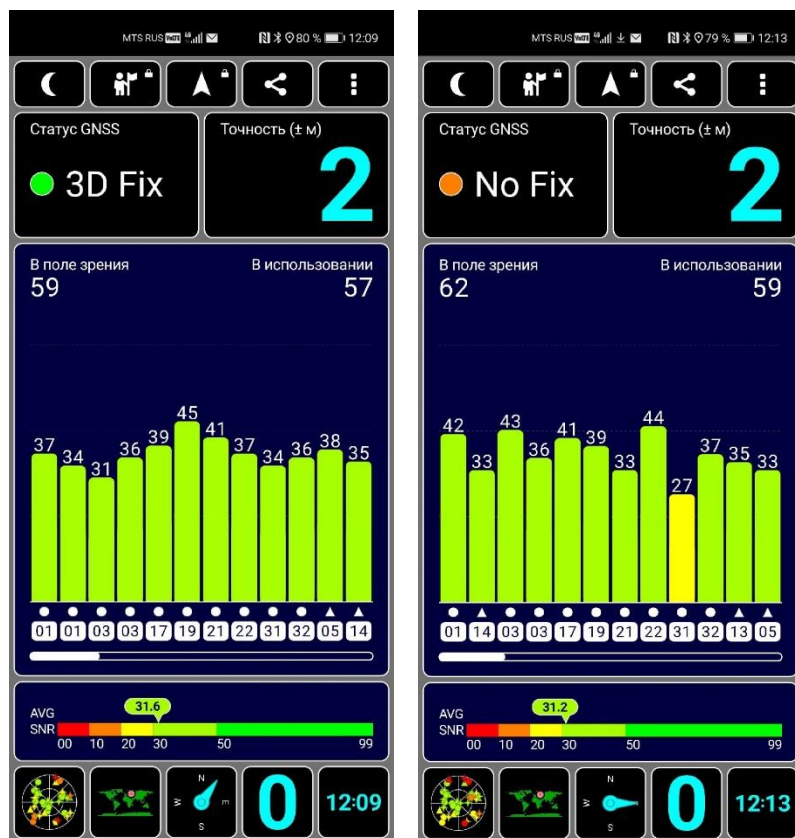 MTS RUS VoLTE 4G 80 % 12:09
Статус GNSS
3D Fix
Точность (± м)
2
В поле зрения
59
В использовании
57
37 34 31 36 39 45 41 37 34 36 38 35
01 01 03 03 17 19 21 22 31 32 05 14
31.6
AVG
SNR
00 10 20 30 50 99
N
W E
S
0
12:09
MTS RUS VoLTE 4G 79 % 12:13
Статус GNSS
No Fix
Точность (± м)
2
В поле зрения
62
В использовании
59
42 33 43 36 41 39 33 44 27 37 35 33
01 14 03 03 17 19 21 22 31 32 13 05
31.2
AVG
SNR
00 10 20 30 50 99
N
W E
S
0
12:13